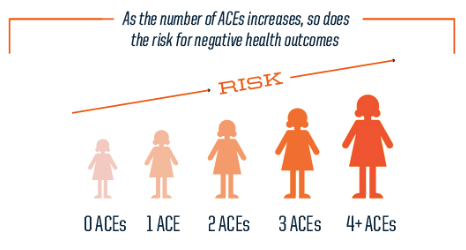 As the number of ACEs increases, so does
the risk for negative health outcomes
RISK
0 ACEs 1 ACE 2 ACEs 3 ACEs 4+ ACEs